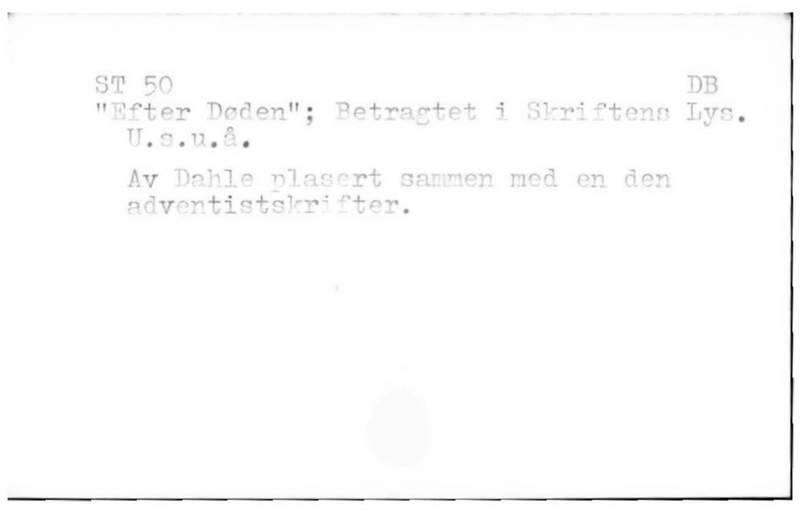 ST 50 DB
"Efter Døden"; Betragtet i Skriftens Lys.
U.s.u.å.
Av Dahle plasert sammen med en den
adventistskrifter.